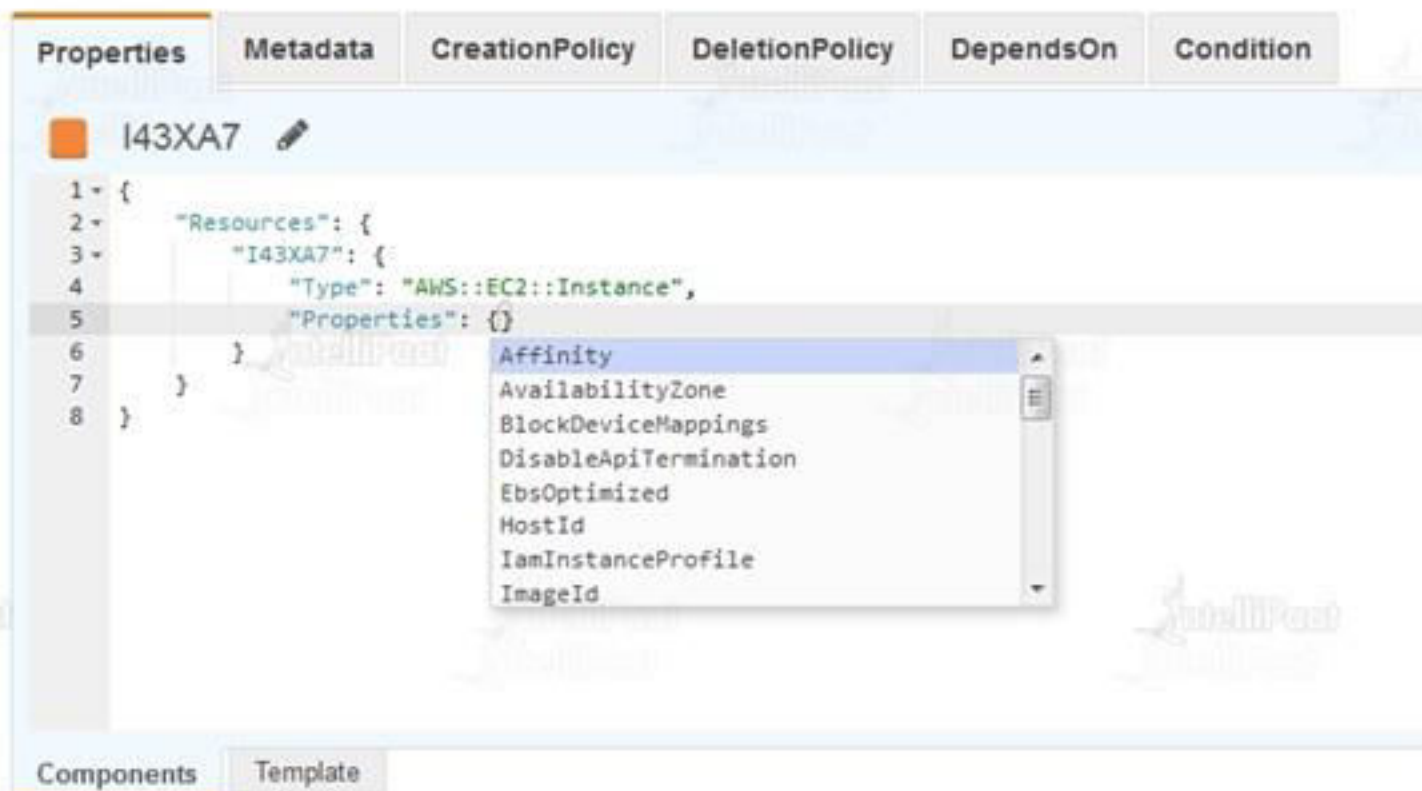 Properties Metadata CreationPolicy DeletionPolicy DependsOn Condition
I43XA7
1 {
2 "Resources": {
3 "I43XA7": {
4 "Type": "AWS::EC2::Instance",
5 "Properties": {}
6 }
7 }
8 }
Affinity
AvailabilityZone
BlockDeviceMappings
DisableApiTermination
EbsOptimized
HostId
IamInstanceProfile
ImageId
IntelliPaat
Components Template